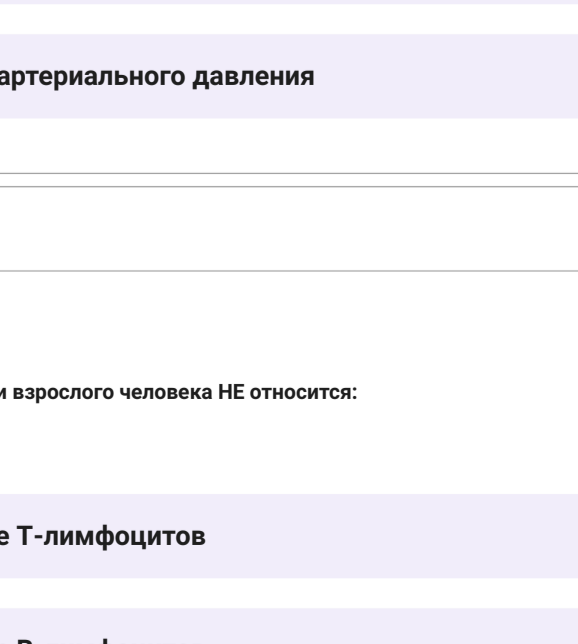 артериального давления
и взрослого человека НЕ относится:
е Т-лимфоцитов